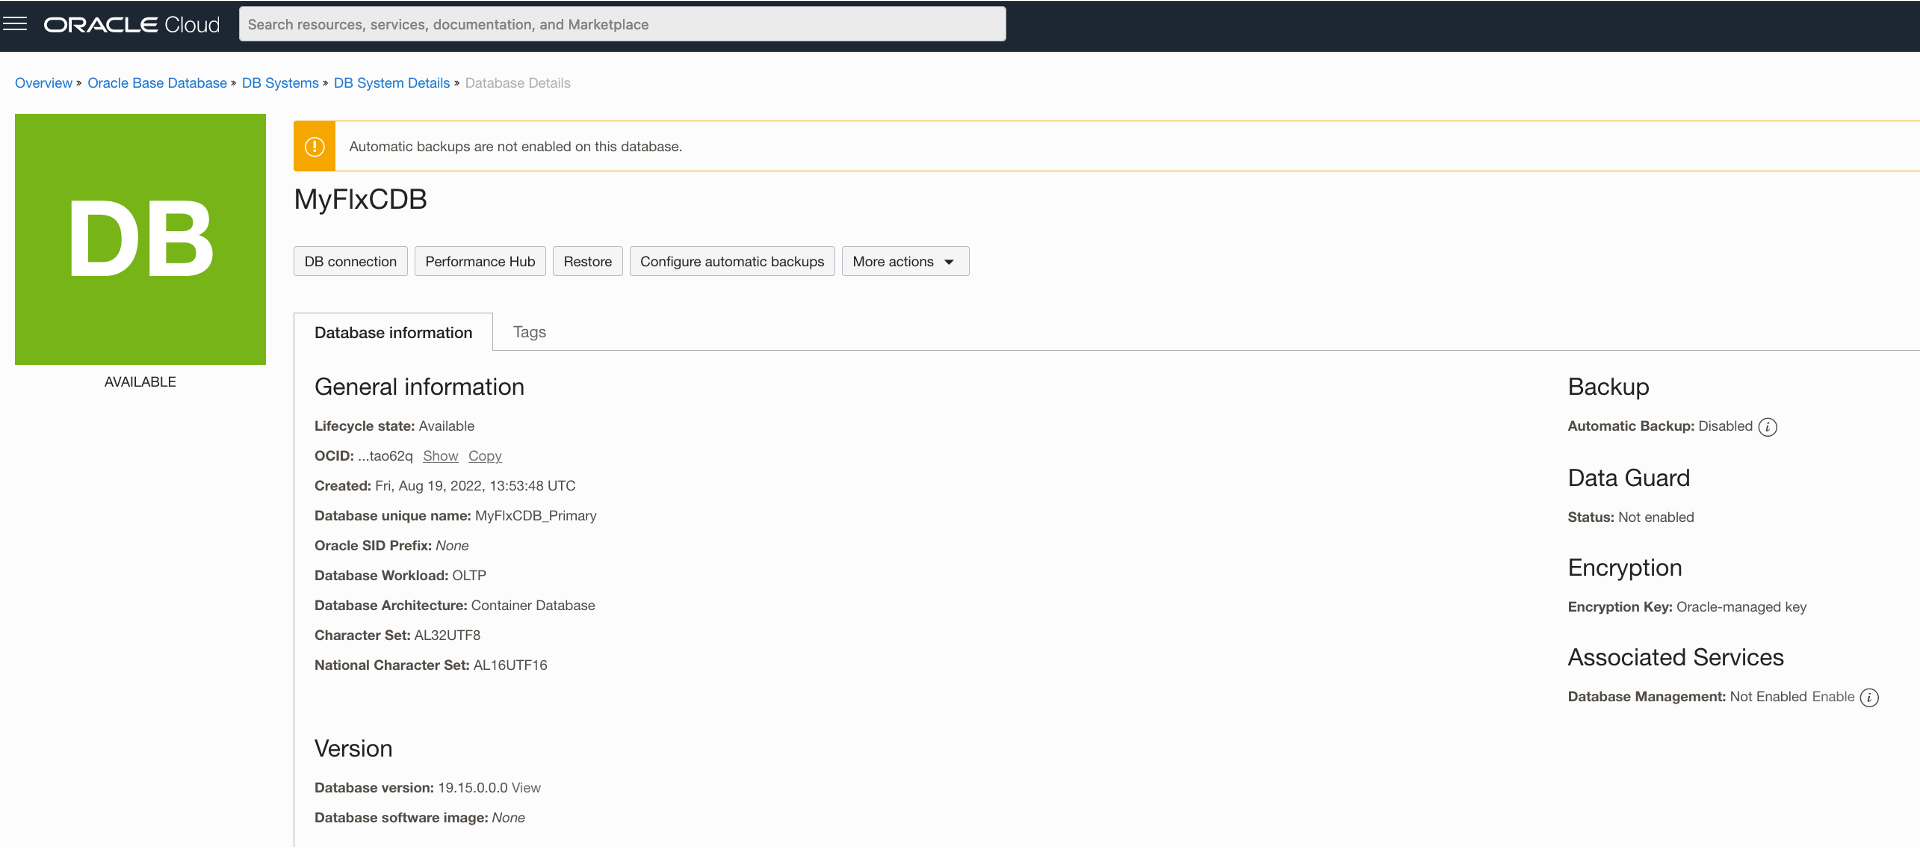 ORACLE Cloud
Search resources, services, documentation, and Marketplace
Overview » Oracle Base Database » DB Systems » DB System Details » Database Details
DB
AVAILABLE
Automatic backups are not enabled on this database.
MyFlxCDB
DB connection
Performance Hub
Restore
Configure automatic backups
More actions
Database information
Tags
General information
Lifecycle state: Available
OCID: ...tao62q Show Copy
Created: Fri, Aug 19, 2022, 13:53:48 UTC
Database unique name: MyFlxCDB_Primary
Oracle SID Prefix: None
Database Workload: OLTP
Database Architecture: Container Database
Character Set: AL32UTF8
National Character Set: AL16UTF16
Version
Database version: 19.15.0.0.0 View
Database software image: None
Backup
Automatic Backup: Disabled
Data Guard
Status: Not enabled
Encryption
Encryption Key: Oracle-managed key
Associated Services
Database Management: Not Enabled Enable